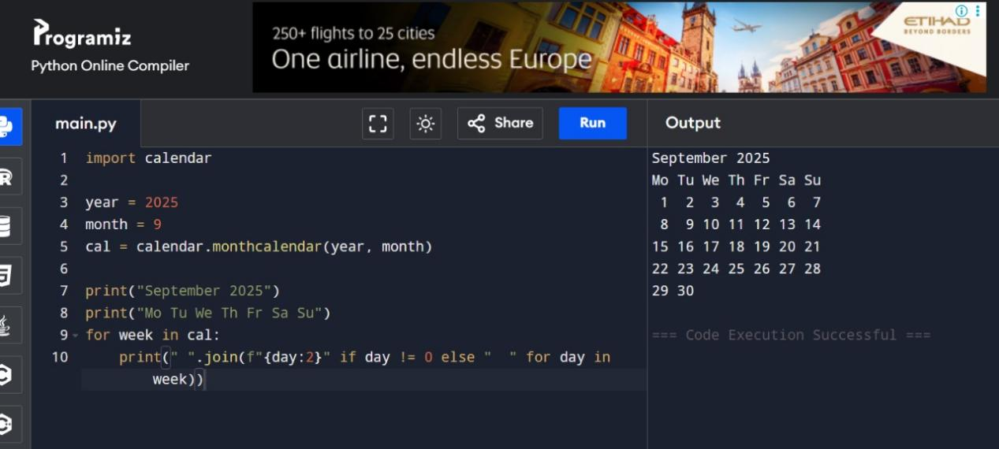 Programiz
Python Online Compiler
250+ flights to 25 cities
One airline, endless Europe
ETIHAD
BEYOND BORDERS
main.py
Share
Run
Output
1 import calendar
2
3 year = 2025
4 month = 9
5 cal = calendar.monthcalendar(year, month)
6
7 print("September 2025")
8 print("Mo Tu We Th Fr Sa Su")
9 for week in cal:
10     print(" ".join(f"{day:2}" if day != 0 else "  " for day in
        week))
September 2025
Mo Tu We Th Fr Sa Su
 1  2  3  4  5  6  7
 8  9 10 11 12 13 14
15 16 17 18 19 20 21
22 23 24 25 26 27 28
29 30
=== Code Execution Successful ===